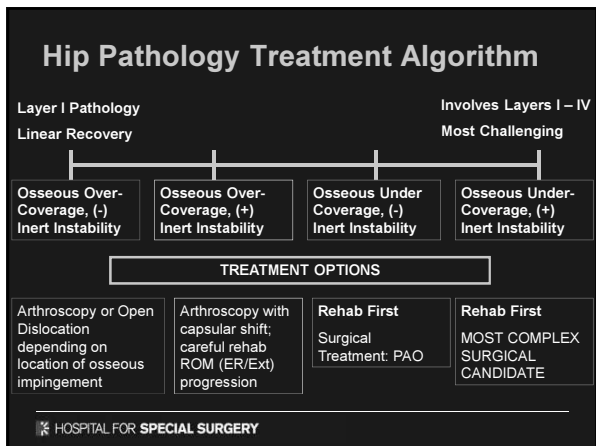 Hip Pathology Treatment Algorithm
Layer I Pathology
Linear Recovery
Involves Layers I – IV
Most Challenging
Osseous Over-
Coverage, (-)
Inert Instability
Osseous Over-
Coverage, (+)
Inert Instability
Osseous Under
Coverage, (-)
Inert Instability
Osseous Under-
Coverage, (+)
Inert Instability
TREATMENT OPTIONS
Arthroscopy or Open
Dislocation
depending on
location of osseous
impingement
Arthroscopy with
capsular shift;
careful rehab
ROM (ER/Ext)
progression
Rehab First
Surgical
Treatment: PAO
Rehab First
MOST COMPLEX
SURGICAL
CANDIDATE
HOSPITAL FOR SPECIAL SURGERY